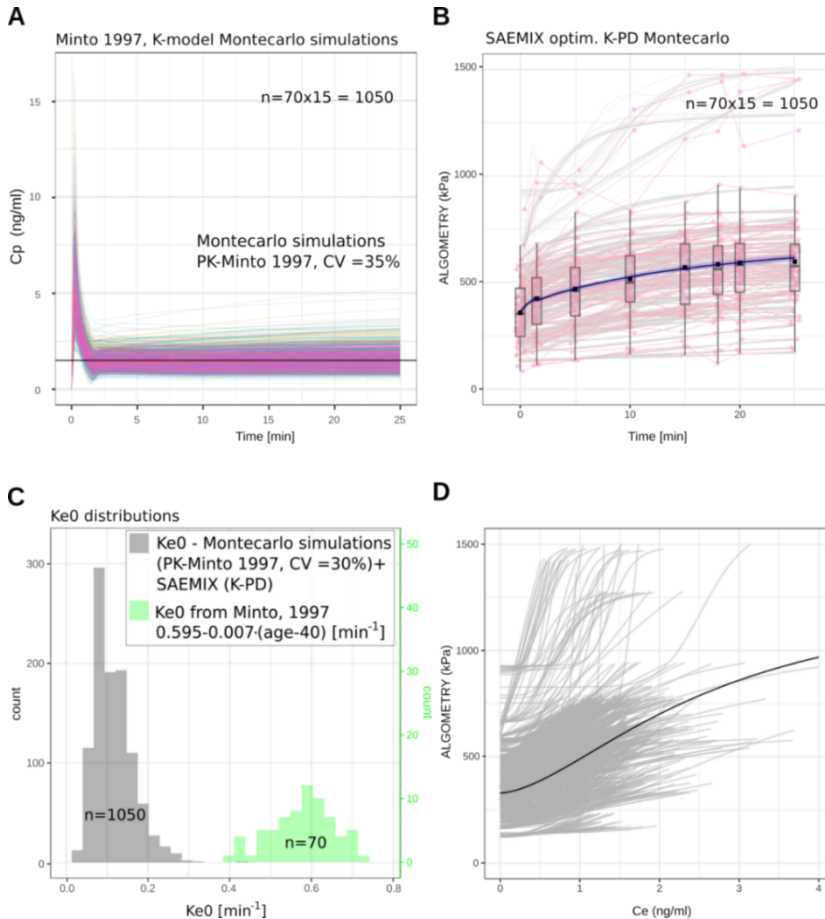 A
Minto 1997, K-model Montecarlo simulations
n=70x15 = 1050
Montecarlo simulations
PK-Minto 1997, CV =35%
Cp (ng/ml)
15
10
5
0
0 5 10 15 20 25
Time [min]
B
SAEMIX optim. K-PD Montecarlo
n=70x15 = 1050
ALGOMETRY (kPa)
1500
1000
500
0
0 10 20
Time [min]
C
Ke0 distributions
Ke0 - Montecarlo simulations
(PK-Minto 1997, CV =30%)+
SAEMIX (K-PD)
Ke0 from Minto, 1997
0.595-0.007·(age-40) [min⁻¹]
n=1050
n=70
count
300
200
100
0
count
50
40
30
20
10
0
0.0 0.2 0.4 0.6 0.8
Ke0 [min⁻¹]
D
ALGOMETRY (kPa)
1500
1000
500
0
0 1 2 3 4
Ce (ng/ml)